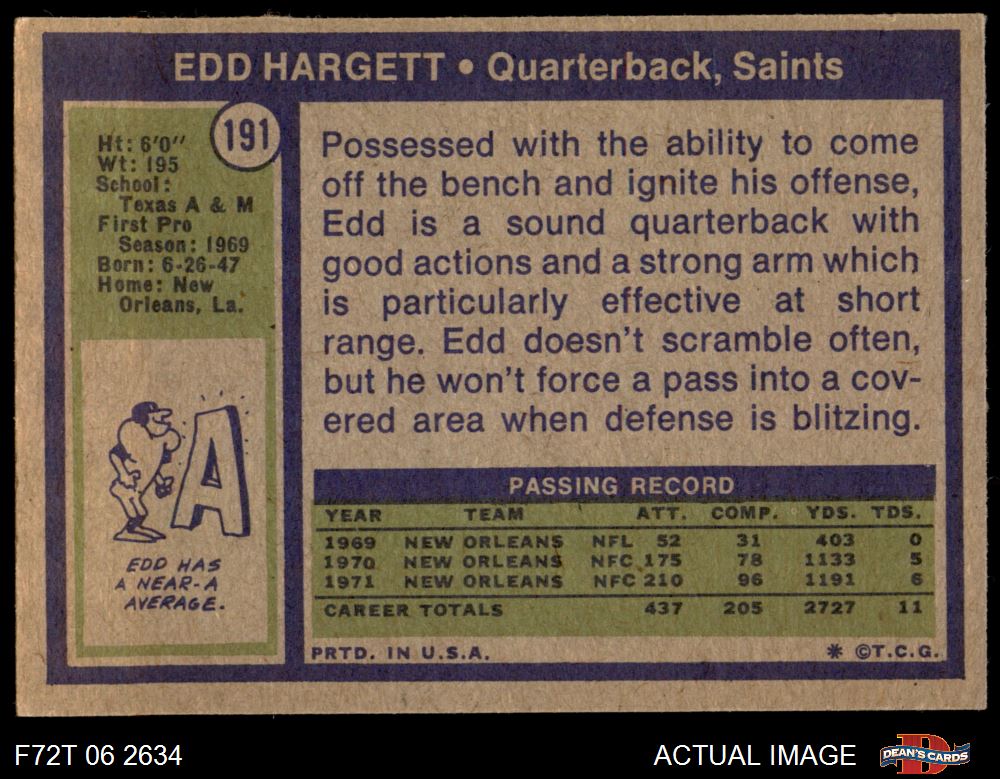 EDD HARGETT • Quarterback, Saints
191
Ht: 6'0"
Wt: 195
School:
Texas A & M
First Pro
Season: 1969
Born: 6-26-47
Home: New
Orleans, La.
A
EDD HAS
A NEAR-A
AVERAGE.
Possessed with the ability to come
off the bench and ignite his offense,
Edd is a sound quarterback with
good actions and a strong arm which
is particularly effective at short
range. Edd doesn't scramble often,
but he won't force a pass into a cov-
ered area when defense is blitzing.
PASSING RECORD
YEAR TEAM ATT. COMP. YDS. TDS.
1969 NEW ORLEANS NFL 52 31 403 0
1970 NEW ORLEANS NFC 175 78 1133 5
1971 NEW ORLEANS NFC 210 96 1191 6
CAREER TOTALS 437 205 2727 11
PRTD. IN U.S.A. * ©T.C.G.
F72T 06 2634 ACTUAL IMAGE DEAN'S CARDS